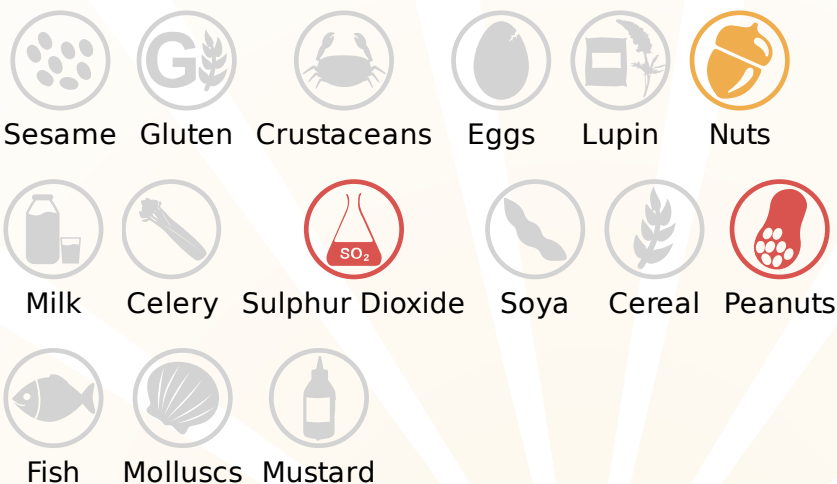 G
Sesame Gluten Crustaceans Eggs Lupin Nuts
SO₂
Milk Celery Sulphur Dioxide Soya Cereal Peanuts
Fish Molluscs Mustard